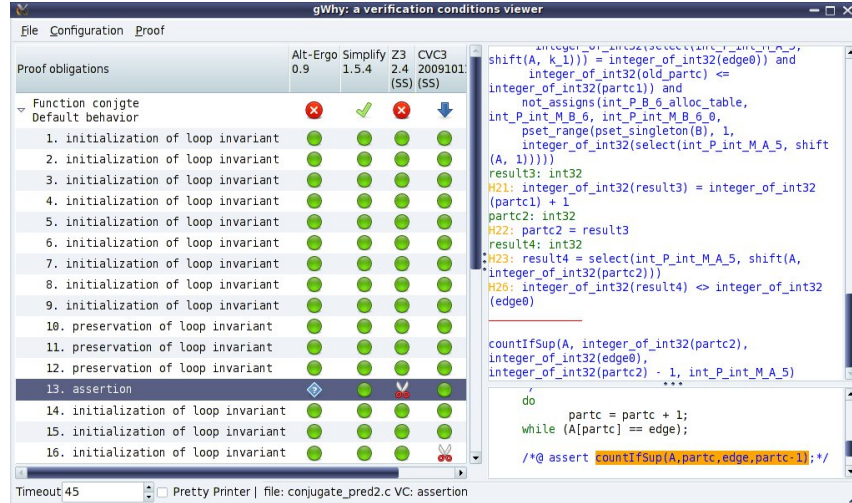 gWhy: a verification conditions viewer
File Configuration Proof
Proof obligations
Alt-Ergo Simplify Z3 CVC3
0.9 1.5.4 2.4 2009101
(SS) (SS)
Function conjgte
Default behavior
1. initialization of loop invariant
2. initialization of loop invariant
3. initialization of loop invariant
4. initialization of loop invariant
5. initialization of loop invariant
6. initialization of loop invariant
7. initialization of loop invariant
8. initialization of loop invariant
9. initialization of loop invariant
10. preservation of loop invariant
11. preservation of loop invariant
12. preservation of loop invariant
13. assertion
14. initialization of loop invariant
15. initialization of loop invariant
16. initialization of loop invariant
integer_of_int32(select(int_P_int_M_A_5,
shift(A, k_1))) = integer_of_int32(edge0)) and
integer_of_int32(old_partc) <=
integer_of_int32(partc1)) and
not_assigns(int_P_B_6_alloc_table,
int_P_int_M_B_6, int_P_int_M_B_6_0,
pset_range(pset_singleton(B), 1,
integer_of_int32(select(int_P_int_M_A_5, shift
(A, 1)))))
result3: int32
H21: integer_of_int32(result3) = integer_of_int32
(partc1) + 1
partc2: int32
H22: partc2 = result3
result4: int32
H23: result4 = select(int_P_int_M_A_5, shift(A,
integer_of_int32(partc2)))
H26: integer_of_int32(result4) <> integer_of_int32
(edge0)
countIfSup(A, integer_of_int32(partc2),
integer_of_int32(edge0),
integer_of_int32(partc2) - 1, int_P_int_M_A_5)
do
partc = partc + 1;
while (A[partc] == edge);
/*@ assert countIfSup(A,partc,edge,partc-1);*/
Timeout 45 Pretty Printer | file: conjugate_pred2.c VC: assertion